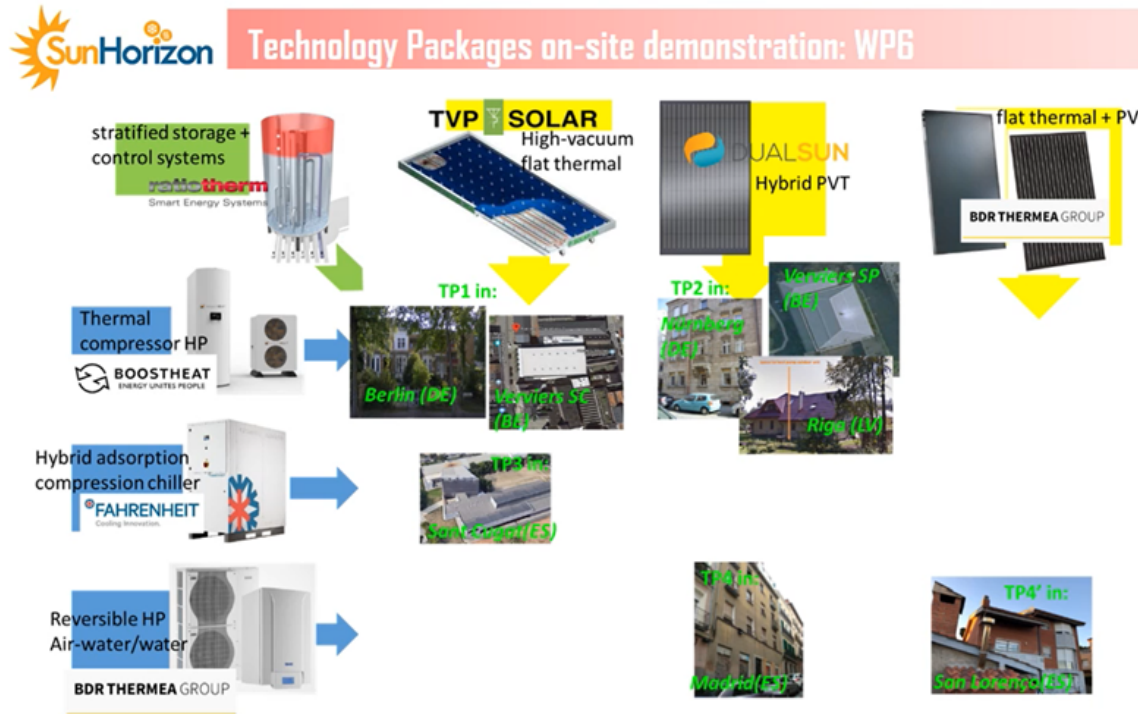 SunHorizon
Technology Packages on-site demonstration: WP6
stratified storage +
control systems
ratiotherm
Smart Energy Systems
TVP SOLAR
High-vacuum
flat thermal
DUALSUN
Hybrid PVT
flat thermal + PV
BDR THERMEA GROUP
Thermal
compressor HP
BOOSTHEAT
ENERGY UNITES PEOPLE
TP1 in:
Berlin (DE)
Verviers SC
(BE)
TP2 in:
Nürnberg
(DE)
Verviers SP
(BE)
Riga (LV)
Hybrid adsorption
compression chiller
FAHRENHEIT
Cooling Innovation.
TP3 in:
Sant Cugat(ES)
Reversible HP
Air-water/water
BDR THERMEA GROUP
TP4 in:
Madrid(ES)
TP4’ in:
San Lorenço(ES)